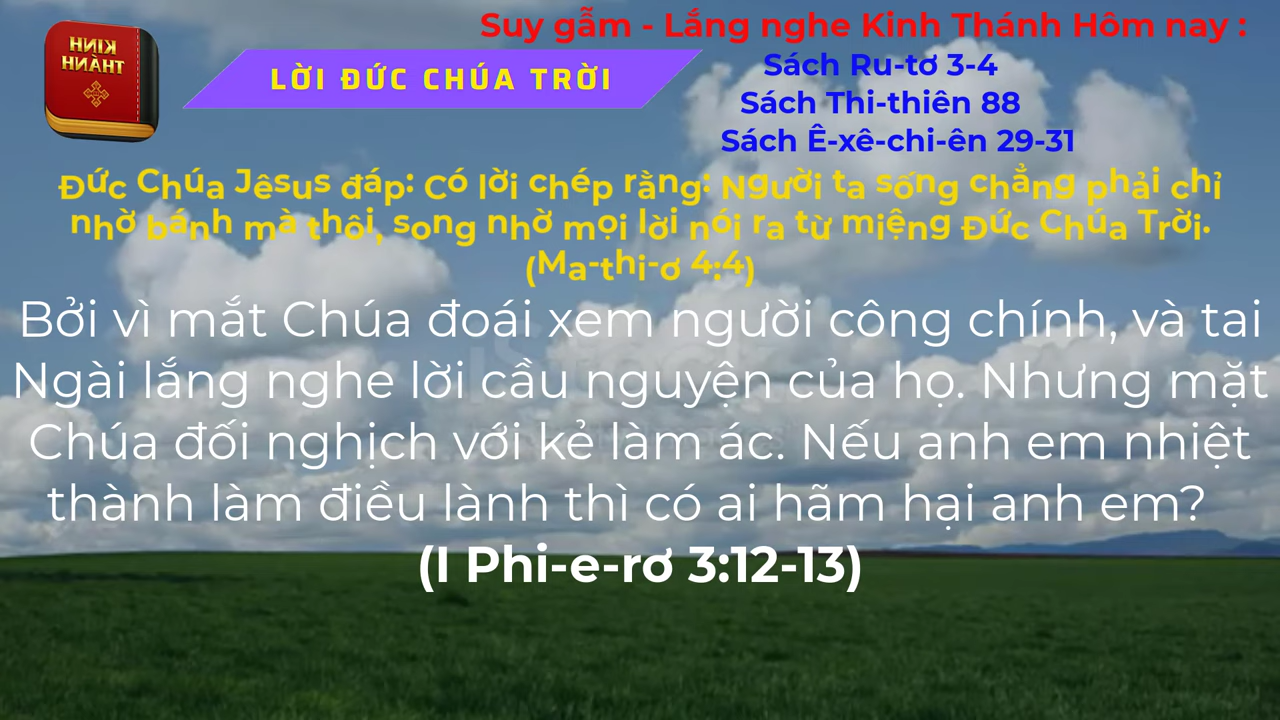 Suy gẫm - Lắng nghe Kinh Thánh Hôm nay :
KINH
THÁNH
LỜI ĐỨC CHÚA TRỜI
Sách Ru-tơ 3-4
Sách Thi-thiên 88
Sách Ê-xê-chi-ên 29-31
Đức Chúa Jêsus đáp: Có lời chép rằng: Người ta sống chẳng phải chỉ
nhờ bánh mà thôi, song nhờ mọi lời nói ra từ miệng Đức Chúa Trời.
(Ma-thi-ơ 4:4)
Bởi vì mắt Chúa đoái xem người công chính, và tai
Ngài lắng nghe lời cầu nguyện của họ. Nhưng mặt
Chúa đối nghịch với kẻ làm ác. Nếu anh em nhiệt
thành làm điều lành thì có ai hãm hại anh em?
(I Phi-e-rơ 3:12-13)